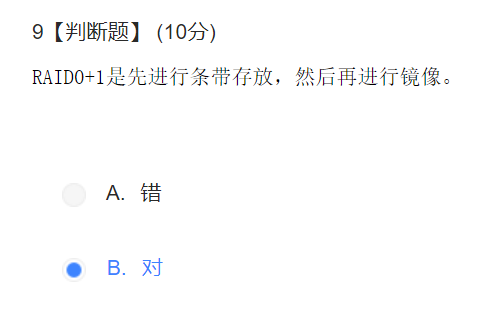 9【判断题】 (10分)
RAID0+1是先进行条带存放，然后再进行镜像。
A. 错
B. 对